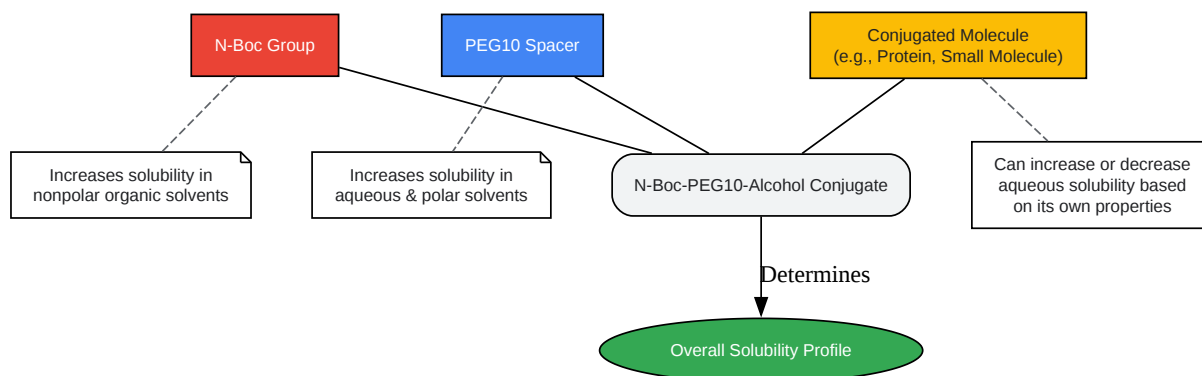 N-Boc Group
PEG10 Spacer
Conjugated Molecule
(e.g., Protein, Small Molecule)
Increases solubility in
nonpolar organic solvents
Increases solubility in
aqueous & polar solvents
N-Boc-PEG10-Alcohol Conjugate
Can increase or decrease
aqueous solubility based
on its own properties
Determines
Overall Solubility Profile